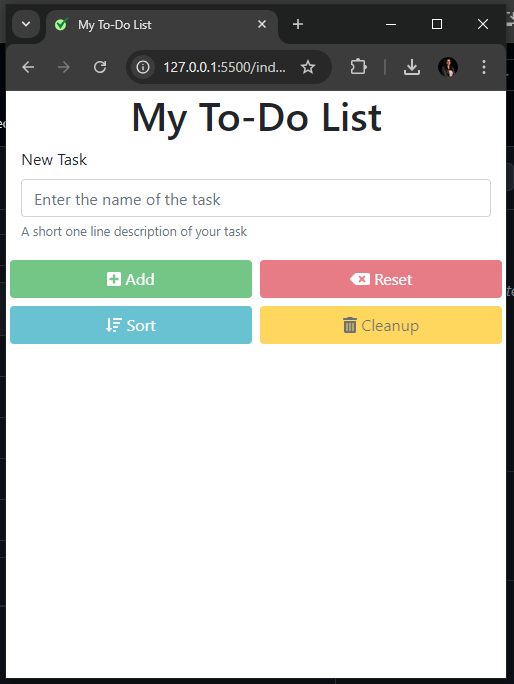 My To-Do List
127.0.0.1:5500/ind...
My To-Do List
New Task
Enter the name of the task
A short one line description of your task
Add
Reset
Sort
Cleanup